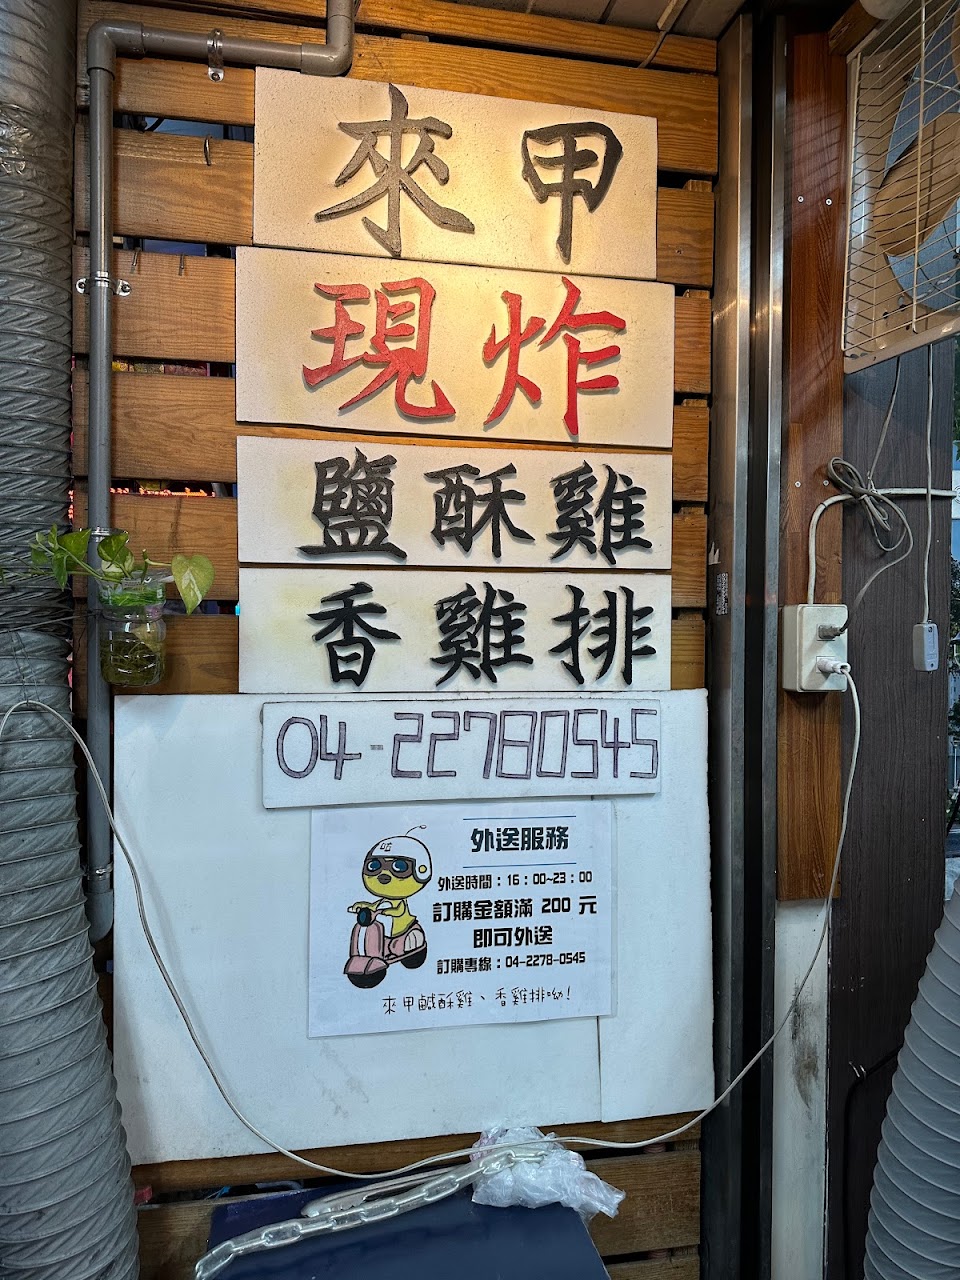 來甲
現炸
鹽酥雞
香雞排
04-22780545
外送服務
外送時間：16：00~23：00
訂購金額滿 200 元
即可外送
訂購專線：04-2278-0545
來甲鹹酥雞、香雞排呦!